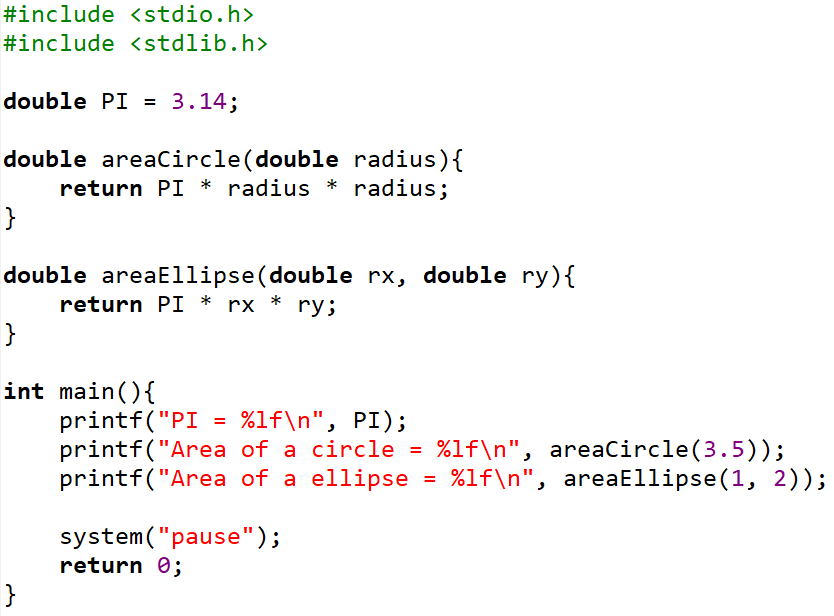 #include <stdio.h>
#include <stdlib.h>
double PI = 3.14;
double areaCircle(double radius){
    return PI * radius * radius;
}
double areaEllipse(double rx, double ry){
    return PI * rx * ry;
}
int main(){
    printf("PI = %lf\n", PI);
    printf("Area of a circle = %lf\n", areaCircle(3.5));
    printf("Area of a ellipse = %lf\n", areaEllipse(1, 2));
    system("pause");
    return 0;
}